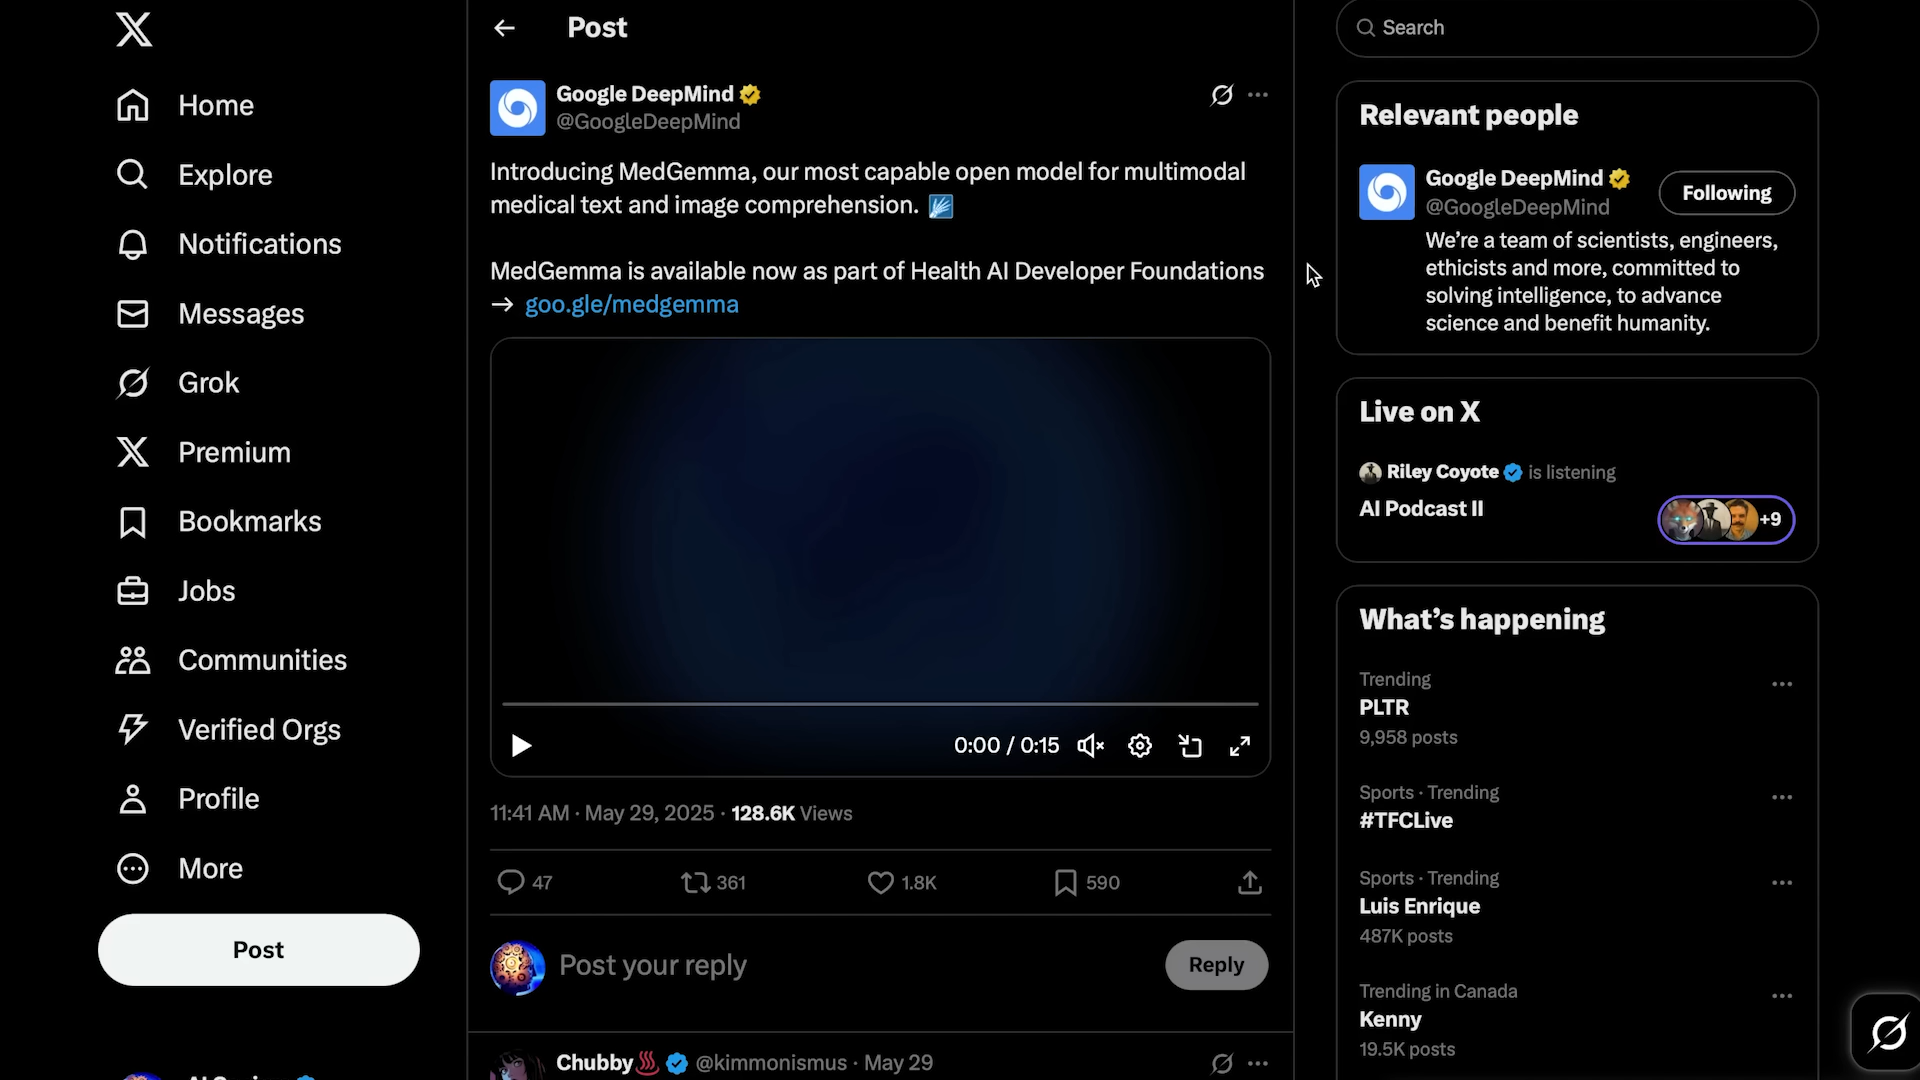 Home
Explore
Notifications
Messages
Grok
Premium
Bookmarks
Jobs
Communities
Verified Orgs
Profile
More
Post
Post
Google DeepMind
@GoogleDeepMind
Introducing MedGemma, our most capable open model for multimodal
medical text and image comprehension.
MedGemma is available now as part of Health AI Developer Foundations
→ goo.gle/medgemma
0:00 / 0:15
11:41 AM · May 29, 2025 · 128.6K Views
47 361 1.8K 590
Post your reply
Reply
Chubby♨️ @kimmonismus · May 29
Search
Relevant people
Google DeepMind
@GoogleDeepMind
Following
We’re a team of scientists, engineers,
ethicists and more, committed to
solving intelligence, to advance
science and benefit humanity.
Live on X
Riley Coyote is listening
AI Podcast II
+9
What’s happening
Trending
PLTR
9,958 posts
Sports · Trending
#TFCLive
Sports · Trending
Luis Enrique
487K posts
Trending in Canada
Kenny
19.5K posts